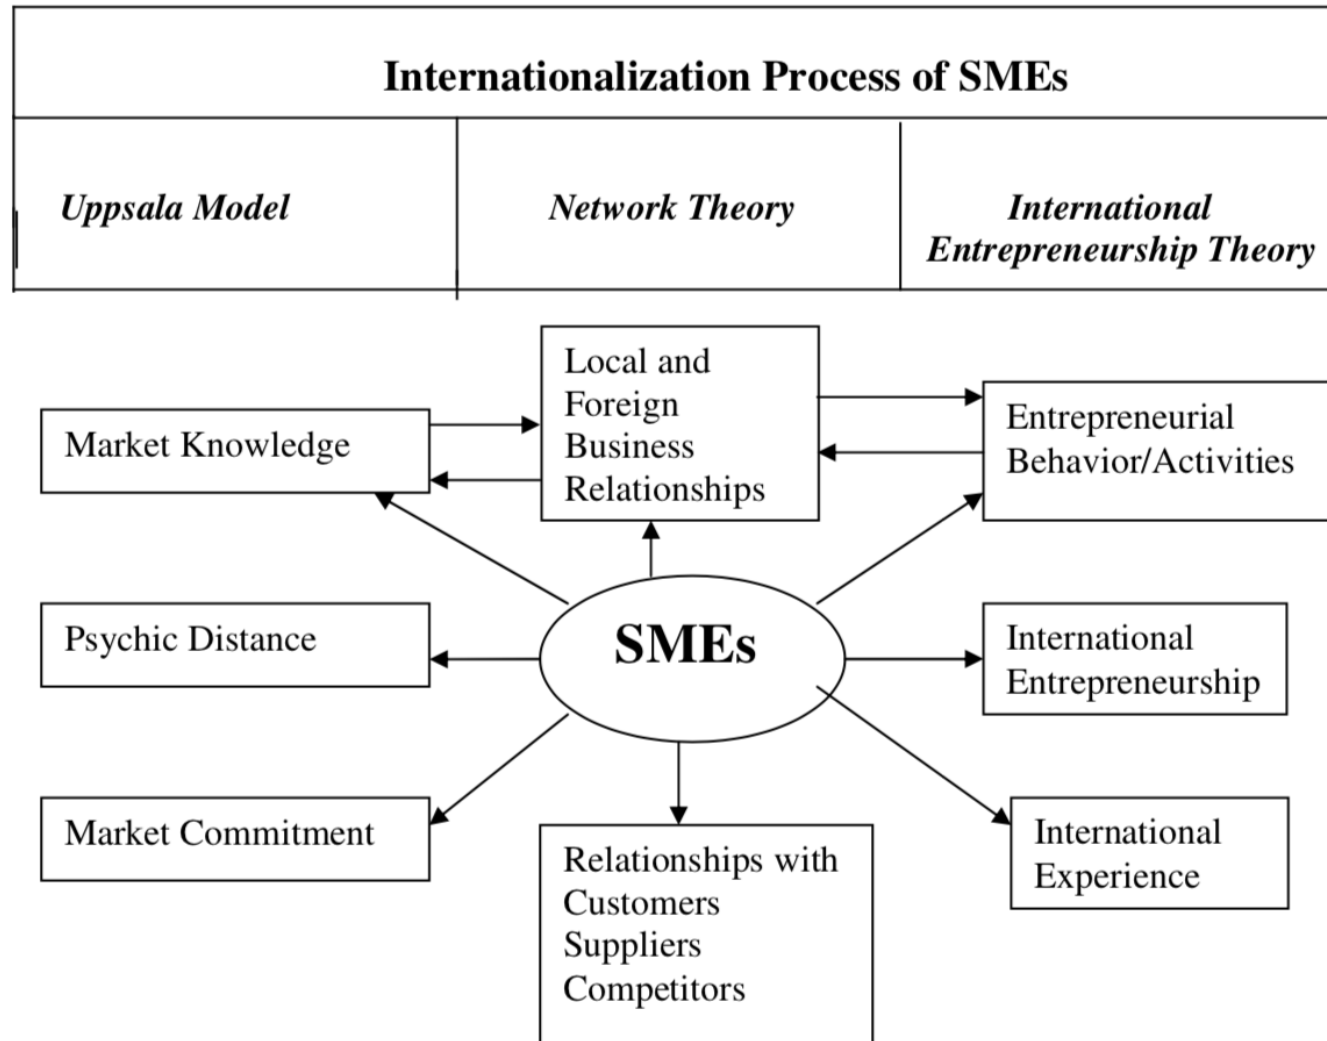 Internationalization Process of SMEs
Uppsala Model
Network Theory
International
Entrepreneurship Theory
Local and
Foreign
Business
Relationships
Market Knowledge
Entrepreneurial
Behavior/Activities
SMEs
Psychic Distance
International
Entrepreneurship
Market Commitment
Relationships with
Customers
Suppliers
Competitors
International
Experience